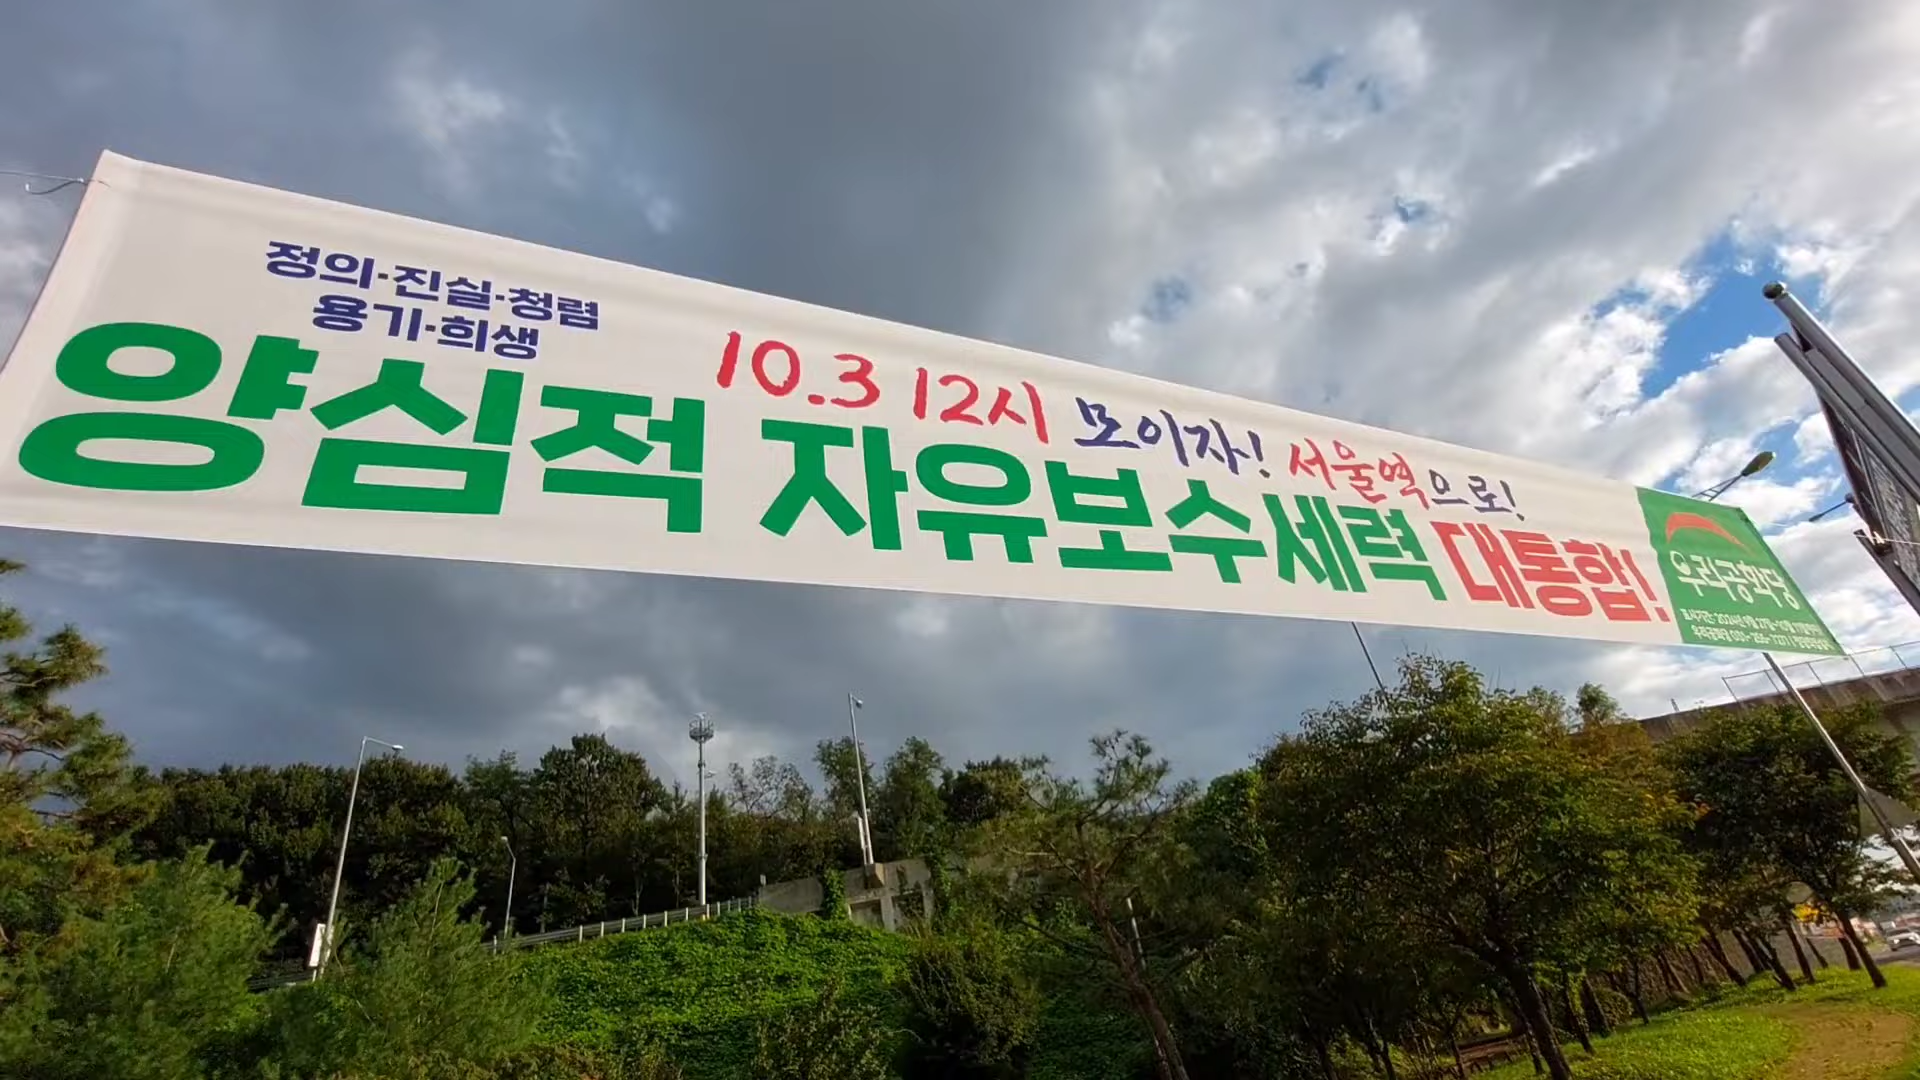 정의·진실·청렴
용기·희생
10.3 12시 모이자! 서울역으로!
양심적 자유보수세력 대통합!
우리공화당